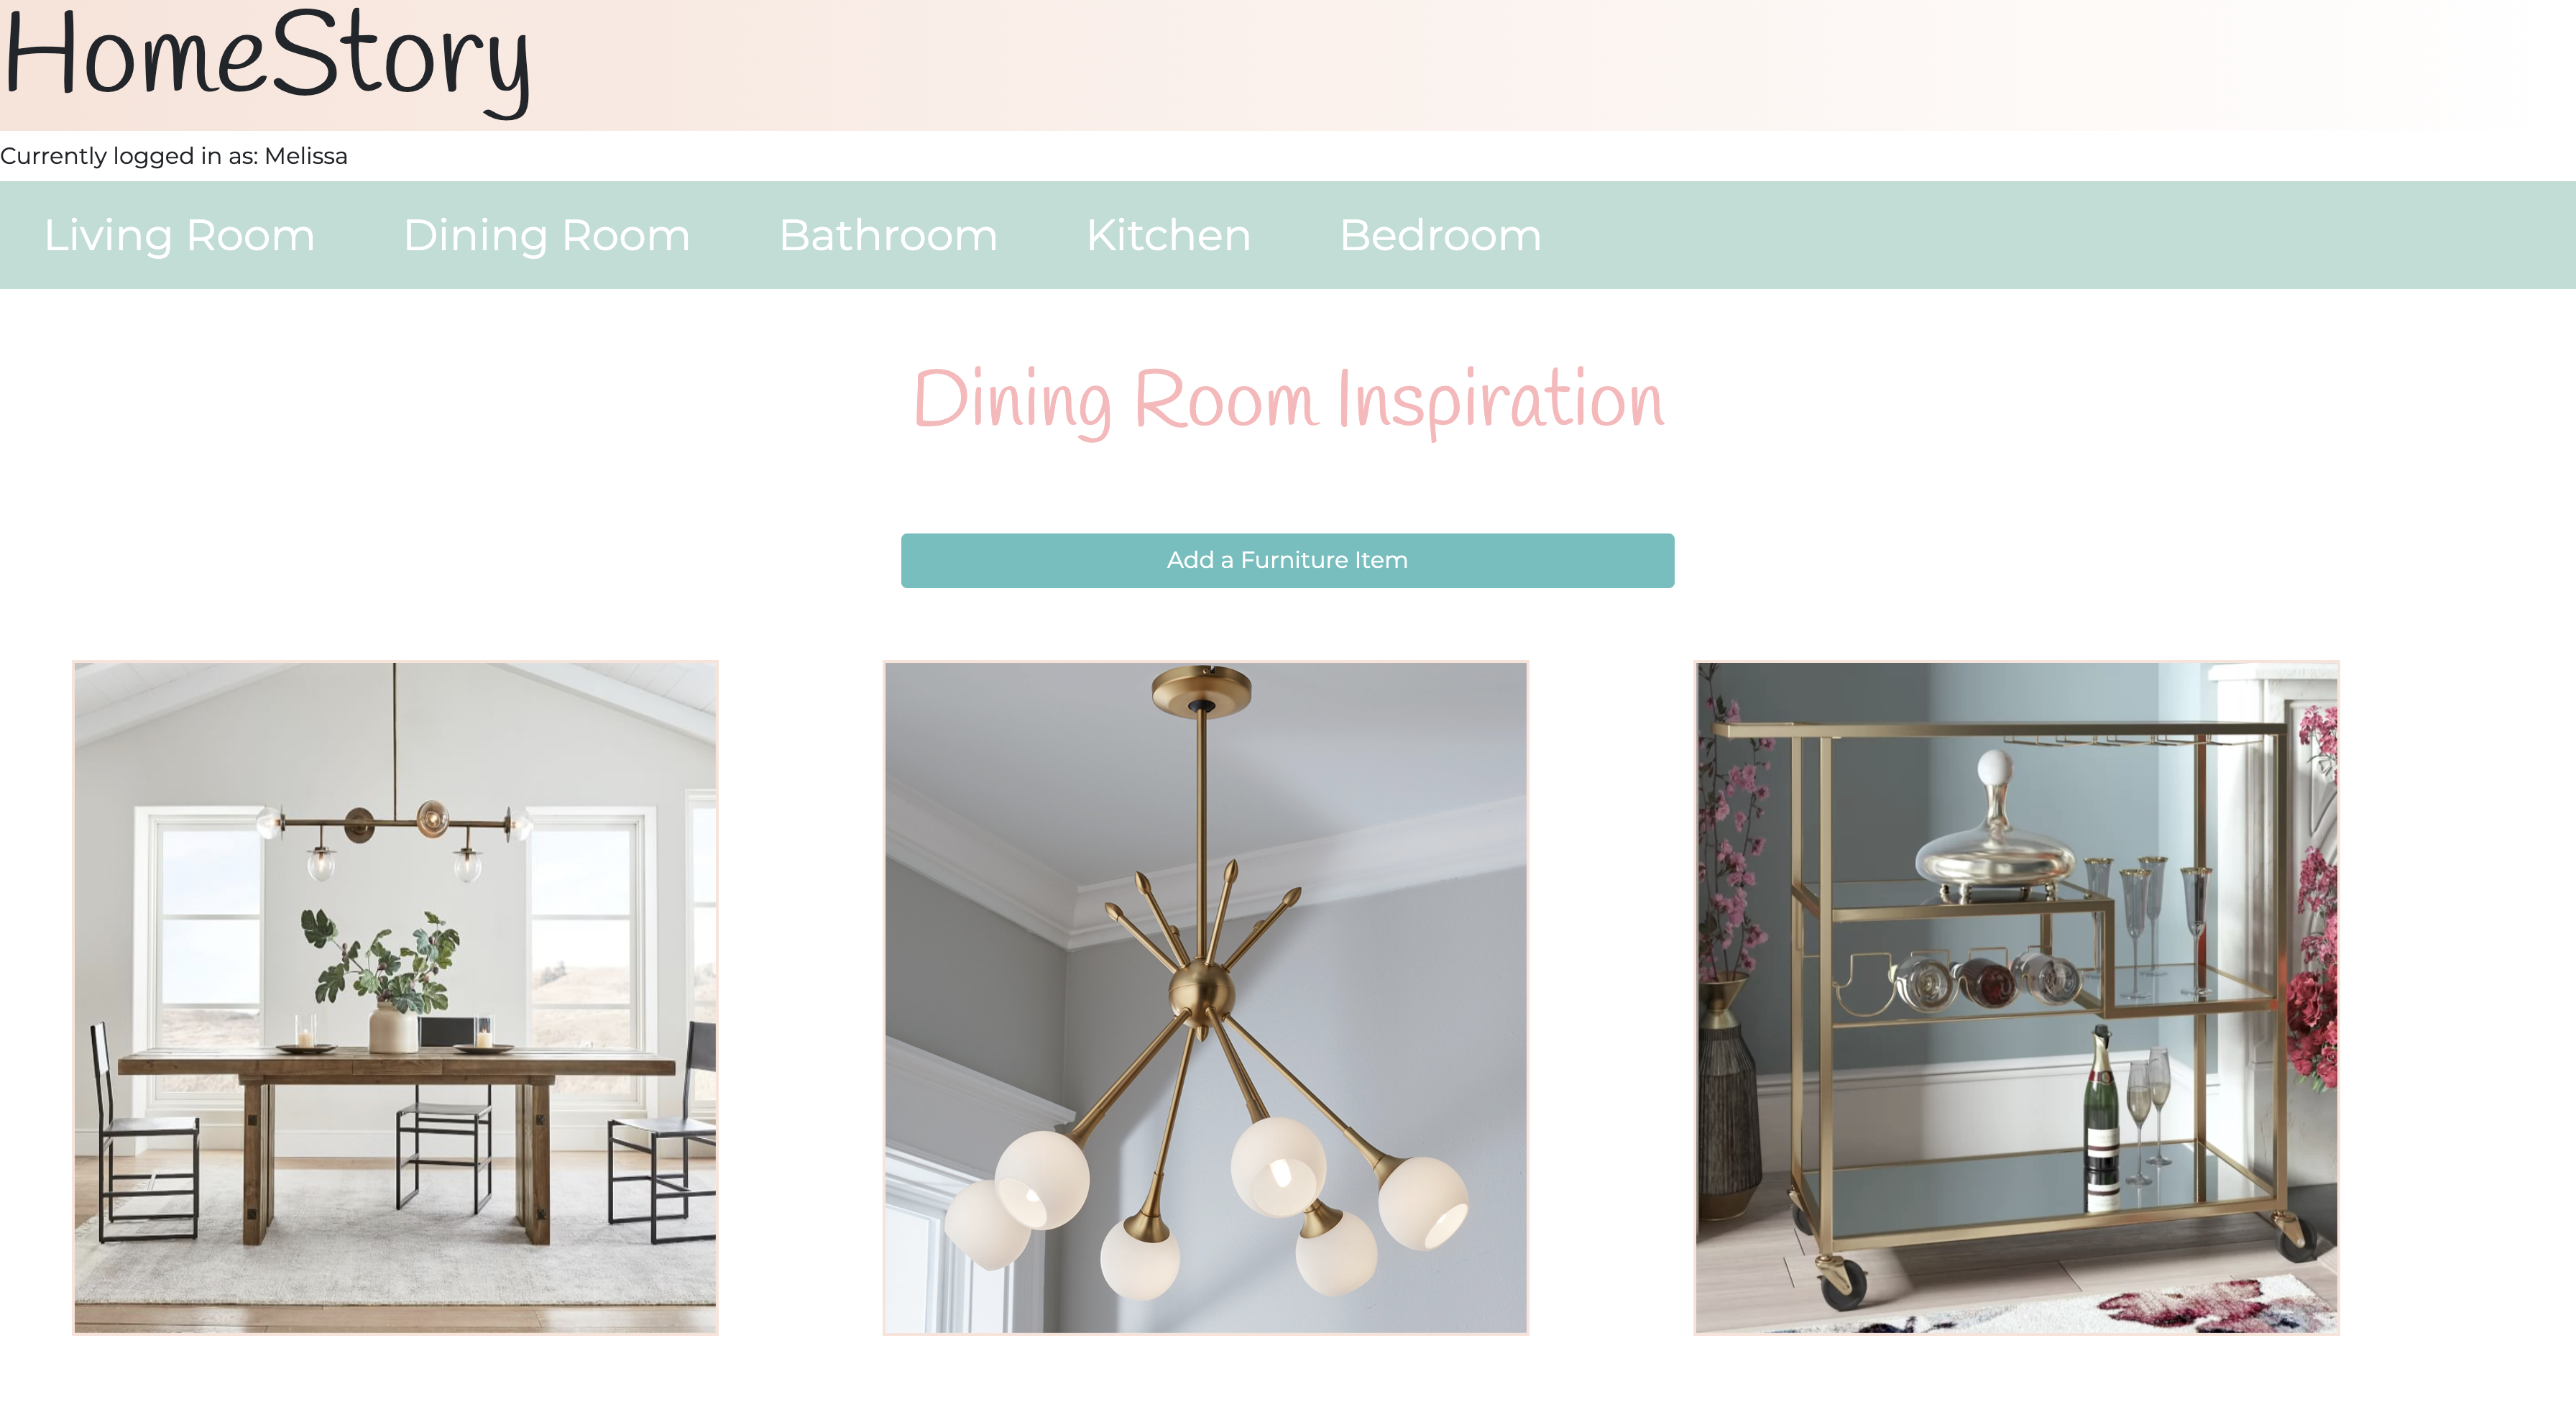 HomeStory
Currently logged in as: Melissa
Living Room Dining Room Bathroom Kitchen Bedroom
Dining Room Inspiration
Add a Furniture Item